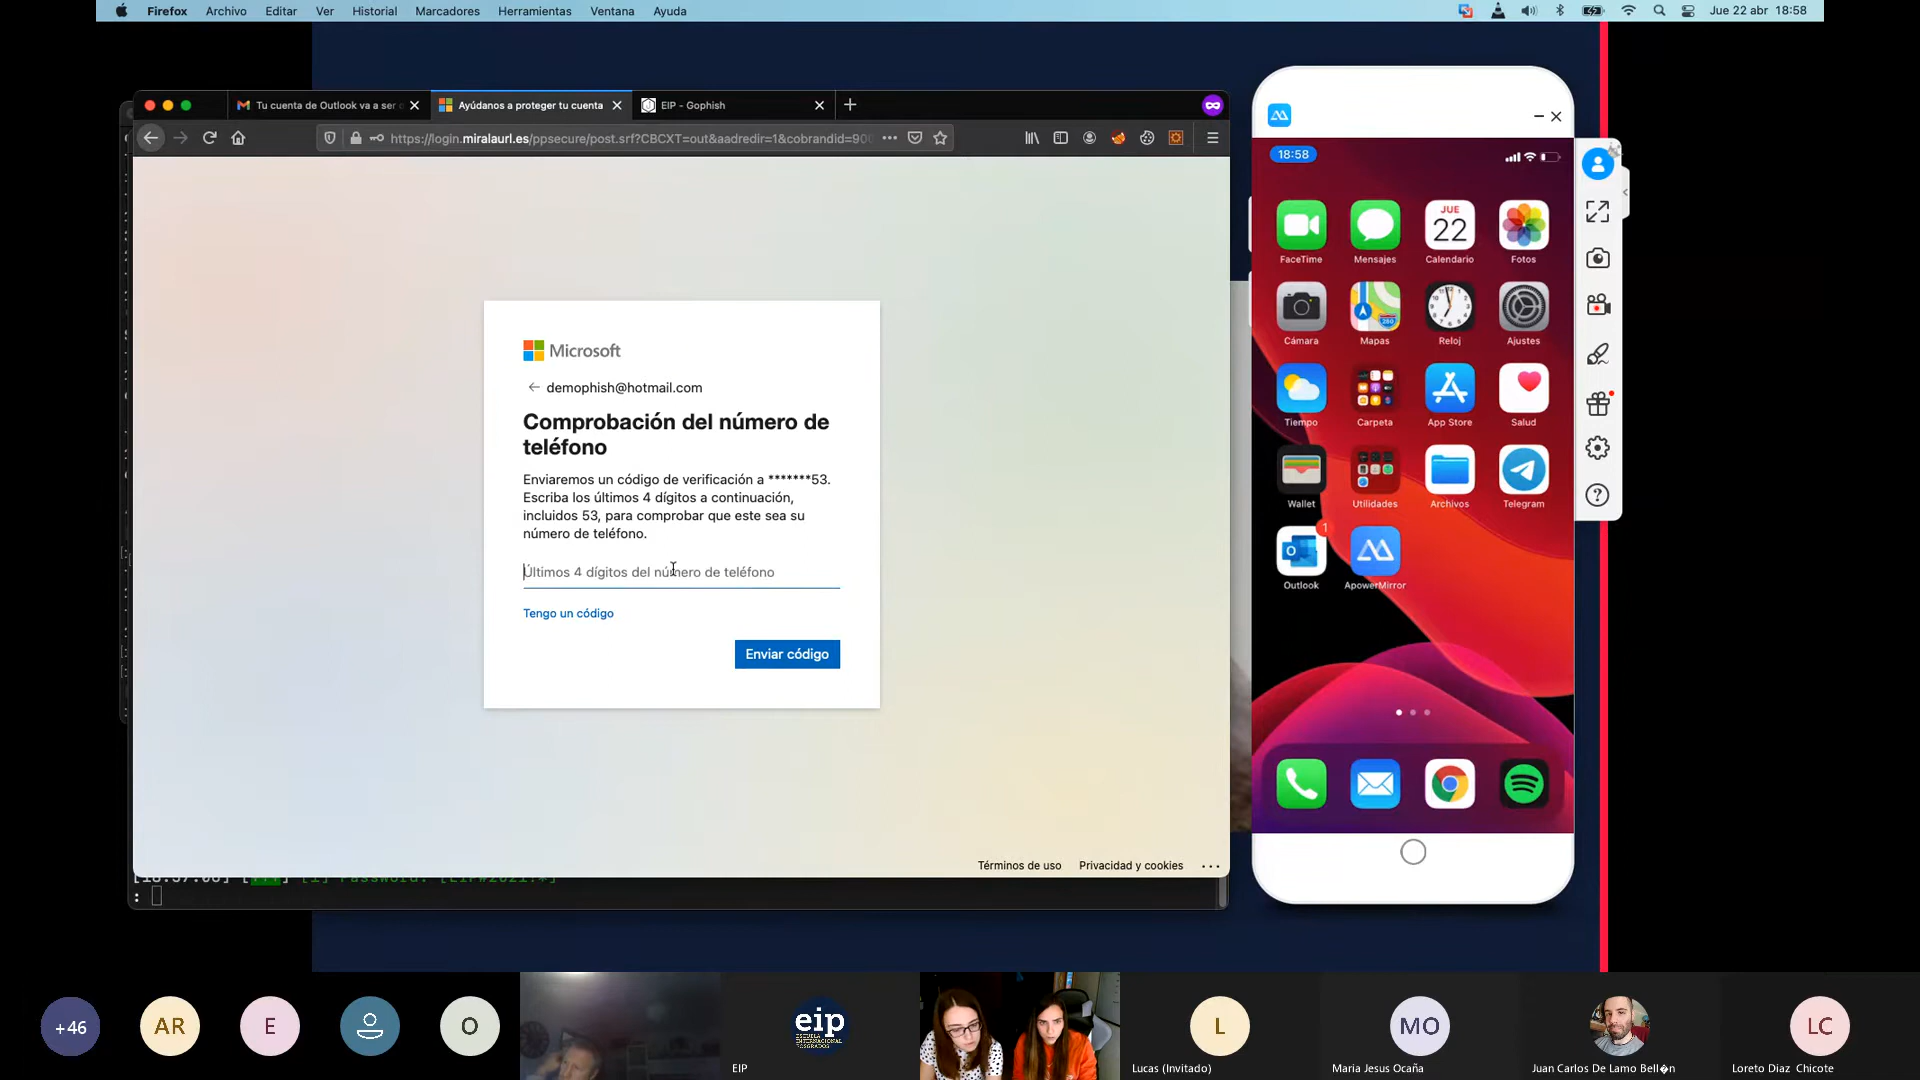 Firefox Archivo Editar Ver Historial Marcadores Herramientas Ventana Ayuda
Jue 22 abr 18:58
Tu cuenta de Outlook va a ser
Ayúdanos a proteger tu cuenta
EIP - Gophish
https://login.miralaurl.es/ppsecure/post.srf?CBCXT=out&aadredir=1&cobrandid=90
Microsoft
demophish@hotmail.com
Comprobación del número de
teléfono
Enviaremos un código de verificación a *******53.
Escriba los últimos 4 dígitos a continuación,
incluidos 53, para comprobar que este sea su
número de teléfono.
Últimos 4 dígitos del número de teléfono
Tengo un código
Enviar código
Términos de uso Privacidad y cookies
18:58
JUE
22
FaceTime Mensajes Calendario Fotos
280
Cámara Mapas Reloj Ajustes
Tiempo Carpeta App Store Salud
Wallet Utilidades Archivos Telegram
1
Outlook ApowerMirror
+46
AR
E
O
eip
ESCUELA
INTERNACIONAL
POSGRADOS
EIP
L
Lucas (Invitado)
MO
Maria Jesus Ocaña
Juan Carlos De Lamo Bell�n
LC
Loreto Diaz Chicote